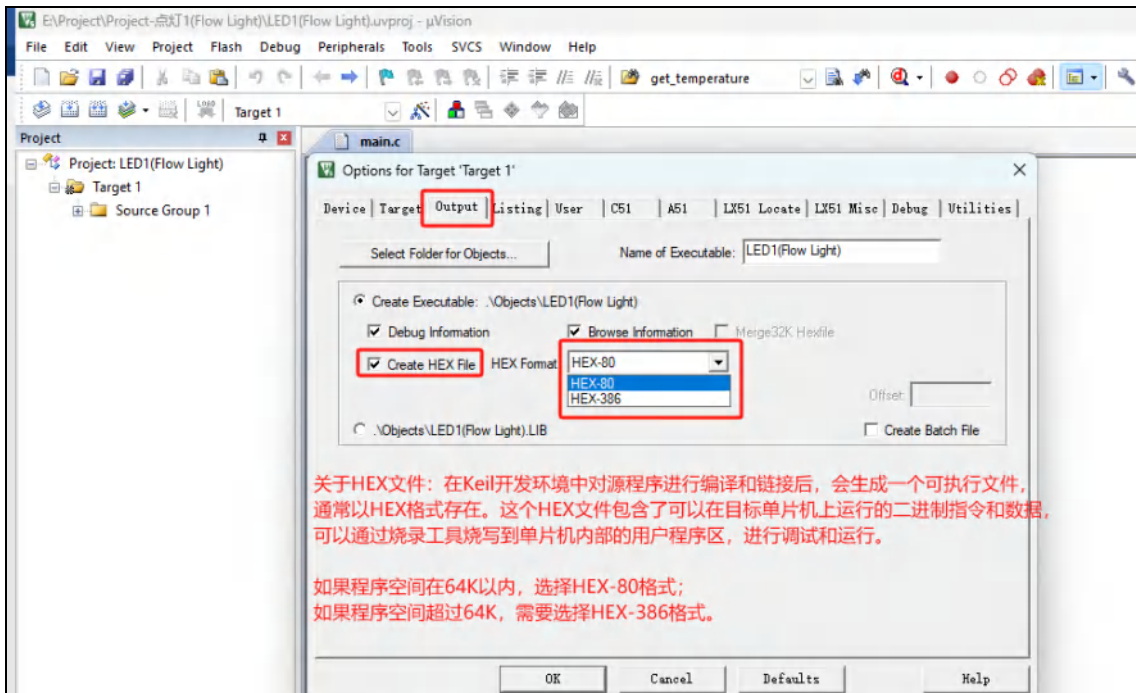 E:\Project\Project-点灯1(Flow Light)\LED1(Flow Light).uvproj - µVision
File Edit View Project Flash Debug Peripherals Tools SVCS Window Help
get_temperature
LOAD Target 1
Project
main.c
Project: LED1(Flow Light)
Target 1
Source Group 1
Options for Target 'Target 1'
Device Target Output Listing User C51 A51 LX51 Locate LX51 Misc Debug Utilities
Select Folder for Objects... Name of Executable: LED1(Flow Light)
Create Executable: .\Objects\LED1(Flow Light)
Debug Information Browse Information Merge32K Hexfile
Create HEX File HEX Format HEX-80
HEX-80
HEX-386
Offset:
.\Objects\LED1(Flow Light).LIB Create Batch File
关于HEX文件：在Keil开发环境中对源程序进行编译和链接后，会生成一个可执行文件，
通常以HEX格式存在。这个HEX文件包含了可以在目标单片机上运行的二进制指令和数据，
可以通过烧录工具烧写到单片机内部的用户程序区，进行调试和运行。
如果程序空间在64K以内，选择HEX-80格式；
如果程序空间超过64K，需要选择HEX-386格式。
OK Cancel Defaults Help